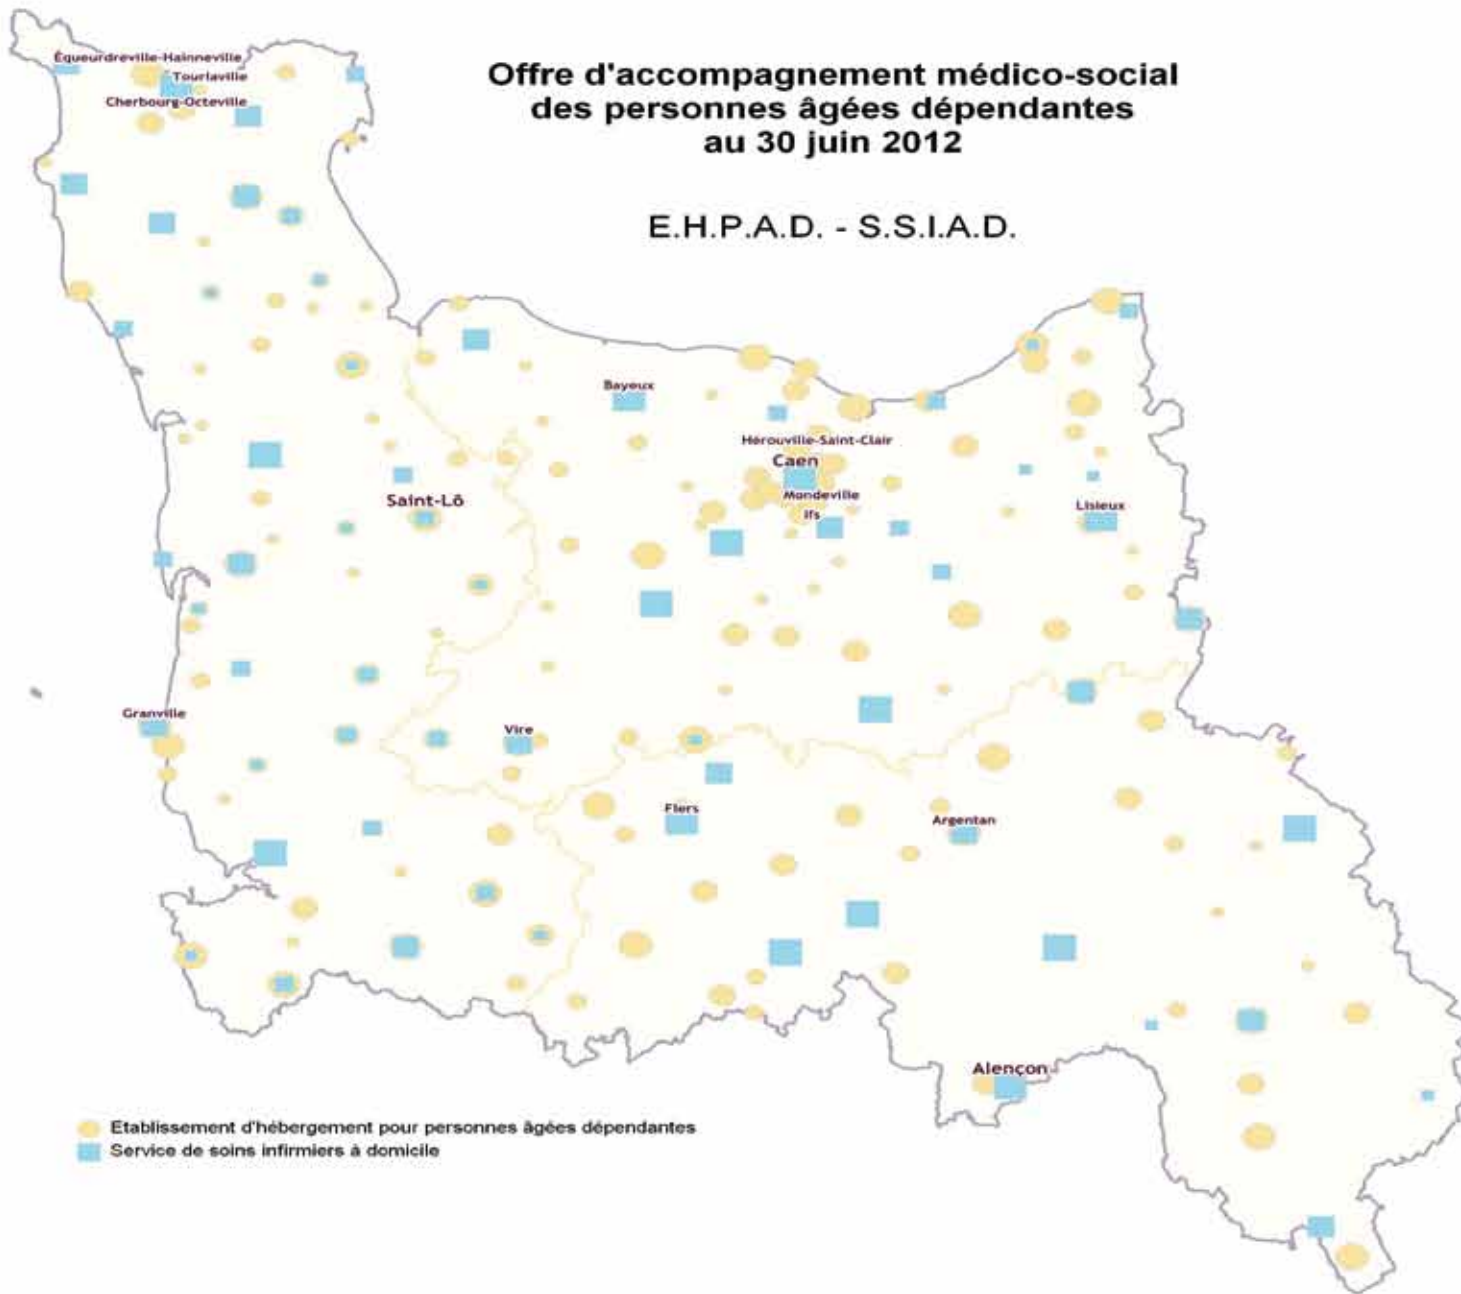 Offre d'accompagnement médico-social
des personnes âgées dépendantes
au 30 juin 2012
E.H.P.A.D. - S.S.I.A.D.
Équeurdreville-Hainneville
Tourlaville
Cherbourg-Octeville
Bayeux
Hérouville-Saint-Clair
Caen
Mondeville
Ifs
Saint-Lô
Lisieux
Granville
Vire
Flers
Argentan
Alençon
Etablissement d'hébergement pour personnes âgées dépendantes
Service de soins infirmiers à domicile